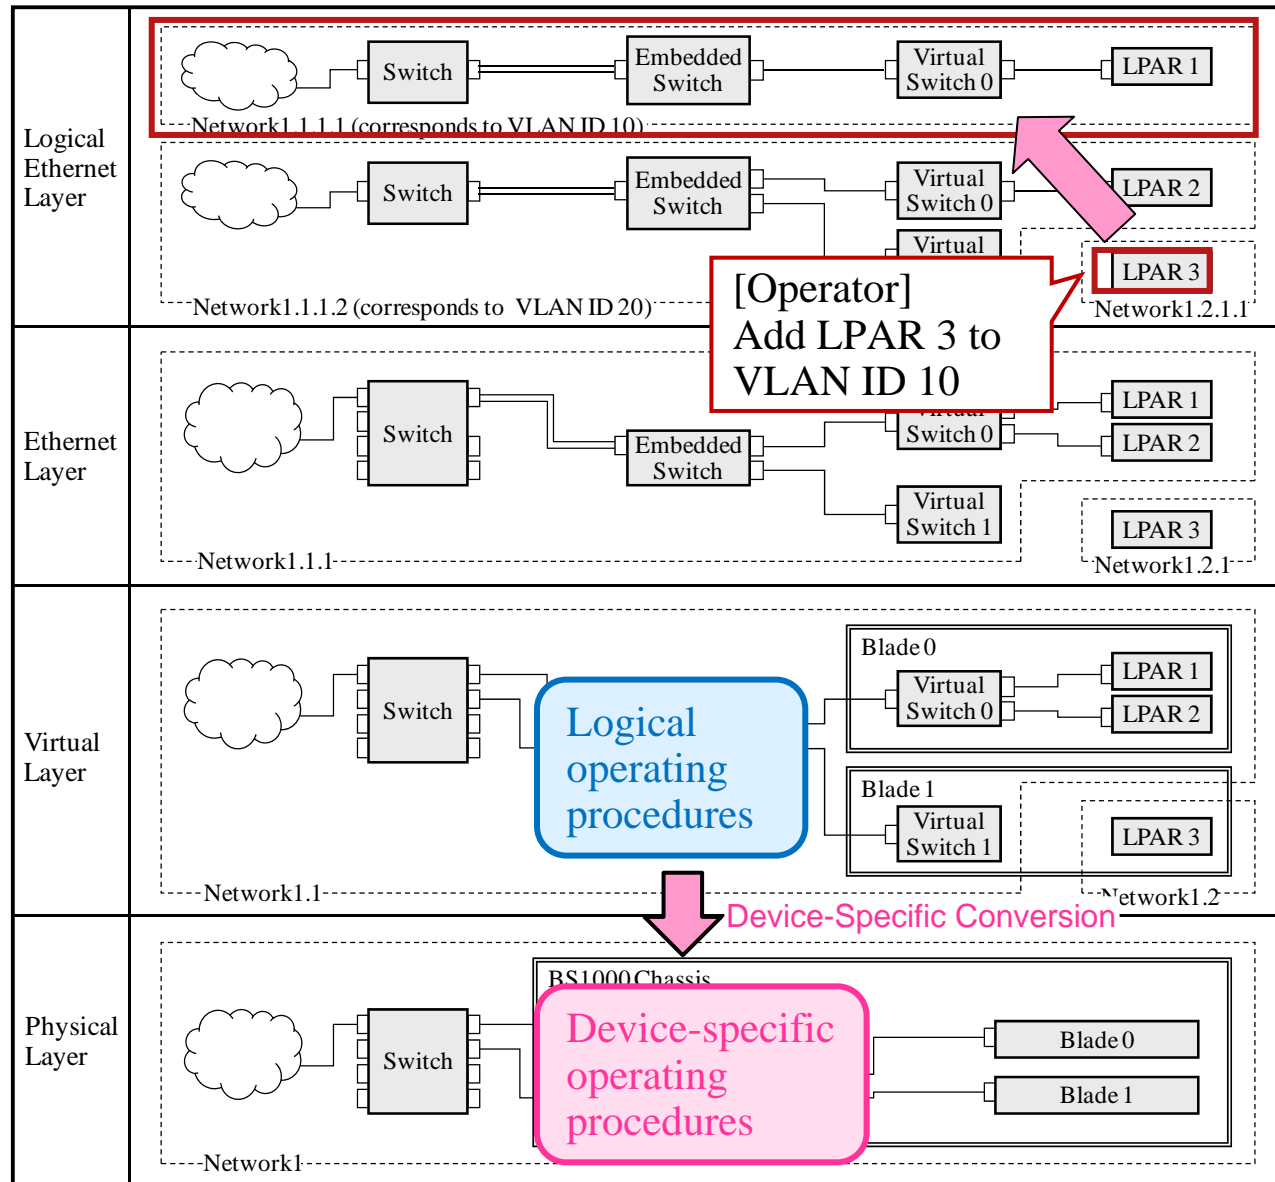 Logical
Ethernet
Layer
Switch
Embedded
Switch
Virtual
Switch 0
LPAR 1
Network1.1.1.1 (corresponds to VLAN ID 10)
Switch
Embedded
Switch
Virtual
Switch 0
LPAR 2
Virtual
LPAR 3
Network1.1.1.2 (corresponds to VLAN ID 20)
Network1.2.1.1
[Operator]
Add LPAR 3 to
VLAN ID 10
Ethernet
Layer
Switch
Embedded
Switch
Switch 0
LPAR 1
LPAR 2
Virtual
Switch 1
LPAR 3
Network1.1.1
Network1.2.1
Virtual
Layer
Switch
Logical
operating
procedures
Blade 0
Virtual
Switch 0
LPAR 1
LPAR 2
Blade 1
Virtual
Switch 1
LPAR 3
Network1.1
Network1.2
Device-Specific Conversion
Physical
Layer
Switch
BS1000 Chassis
Device-specific
operating
procedures
Blade 0
Blade 1
Network1